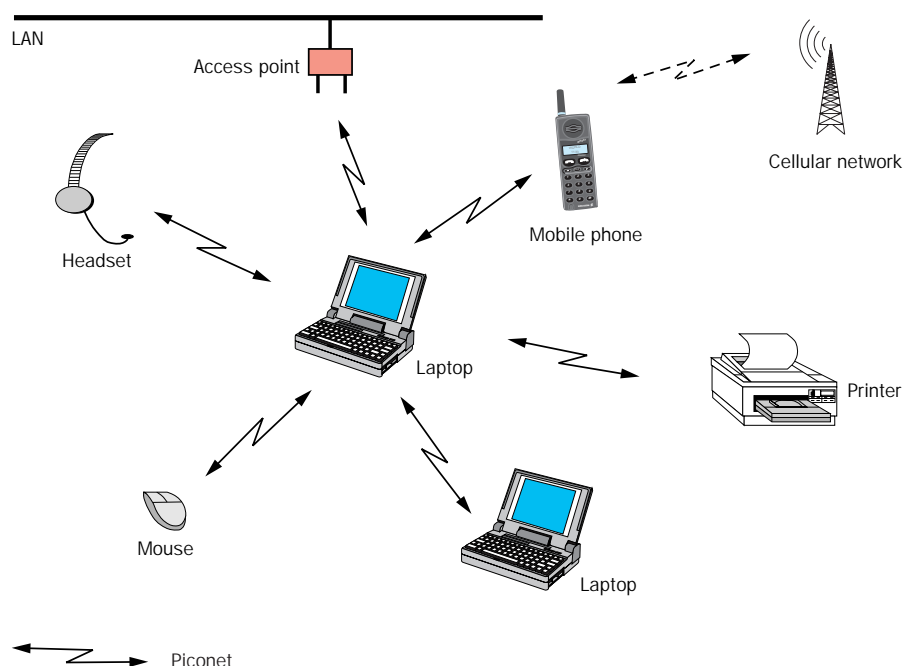 LAN
Access point
Cellular network
Mobile phone
Headset
Laptop
Printer
Mouse
Laptop
Piconet